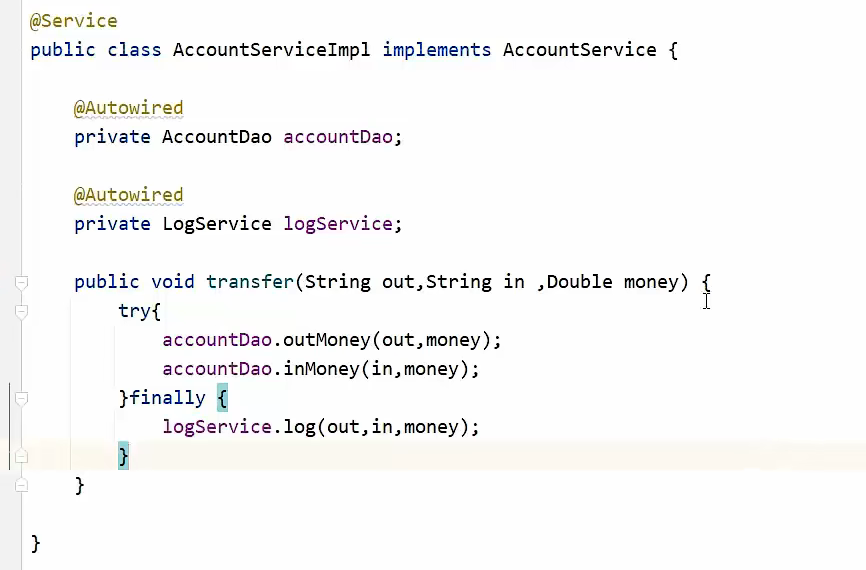 @Service
public class AccountServiceImpl implements AccountService {
@Autowired
private AccountDao accountDao;
@Autowired
private LogService logService;
public void transfer(String out,String in ,Double money) {
try{
accountDao.outMoney(out,money);
accountDao.inMoney(in,money);
}finally {
logService.log(out,in,money);
}
}
}